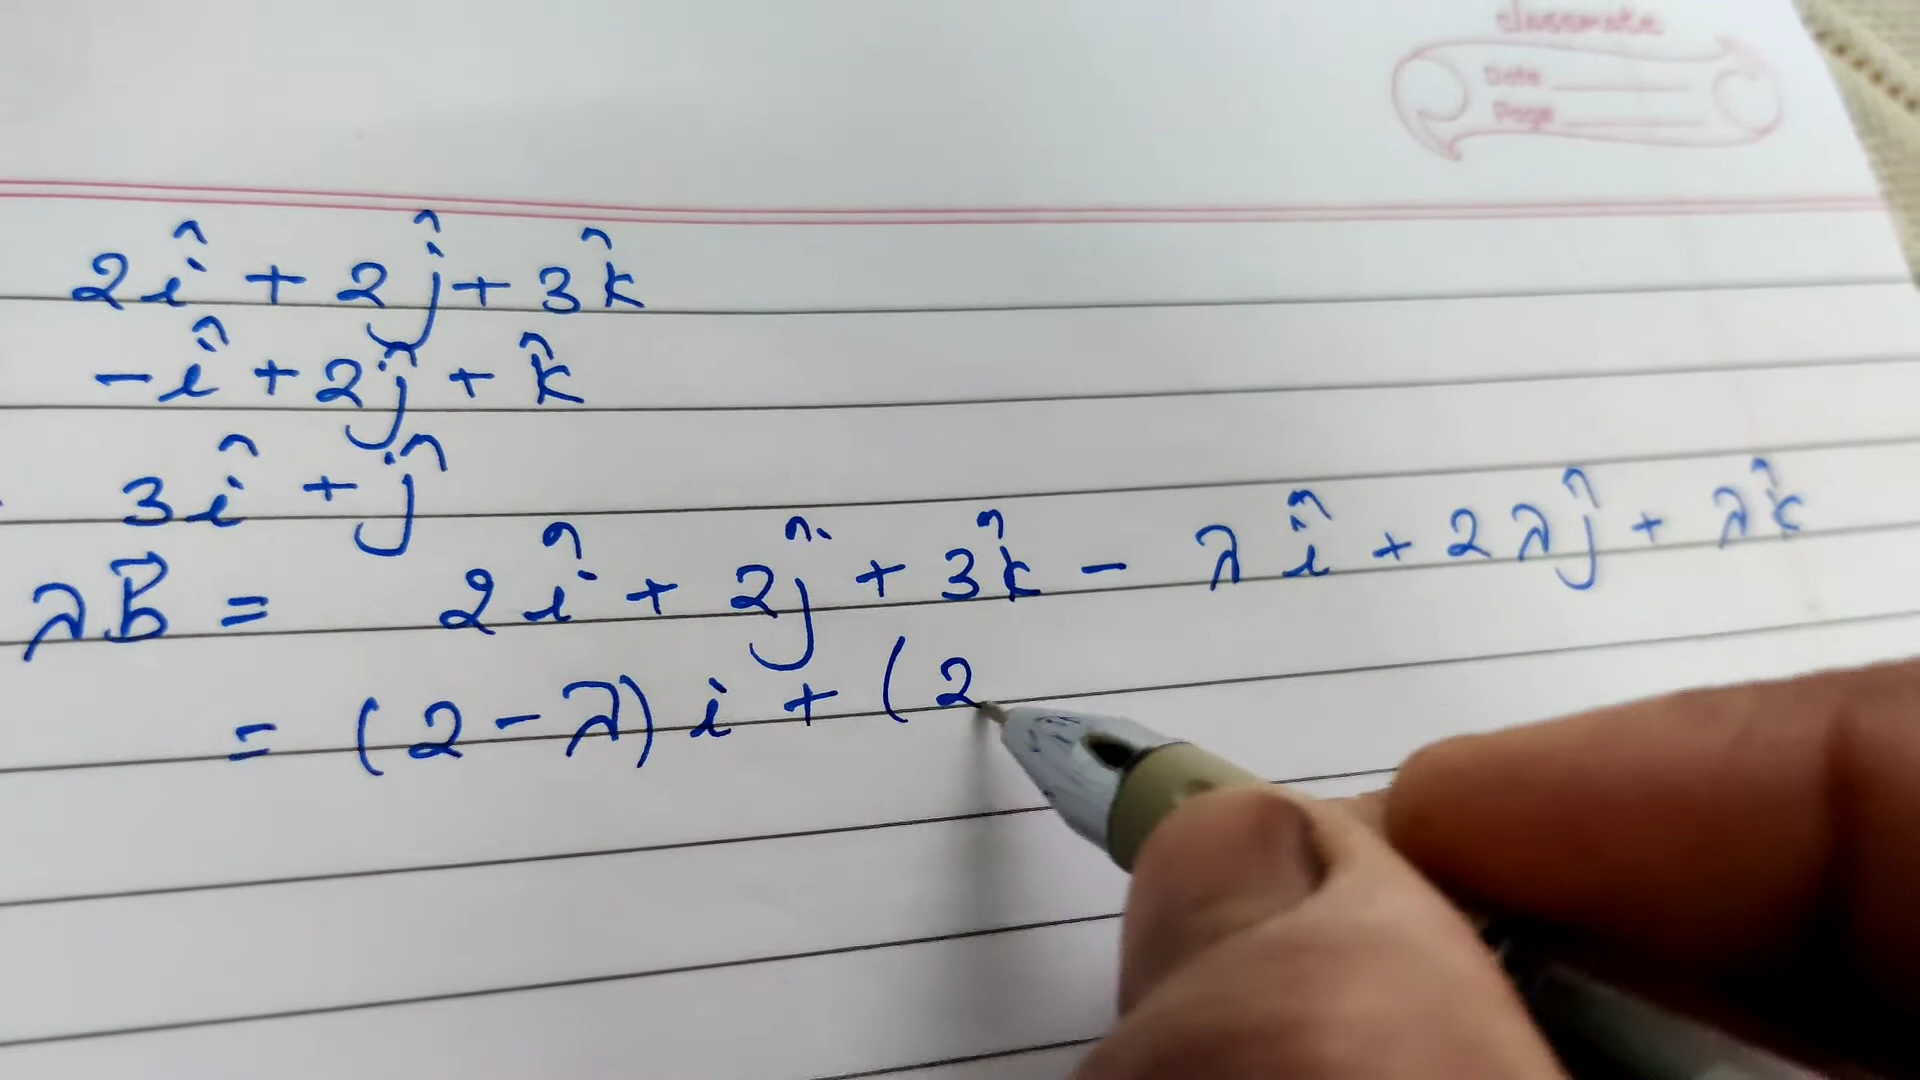 classmate
Date
Page
2î + 2ĵ + 3k̂
-î + 2ĵ + k̂
3î + ĵ
λb⃗ = 2î + 2ĵ + 3k̂ - λî + 2λĵ + λk̂
= (2-λ)i + (2